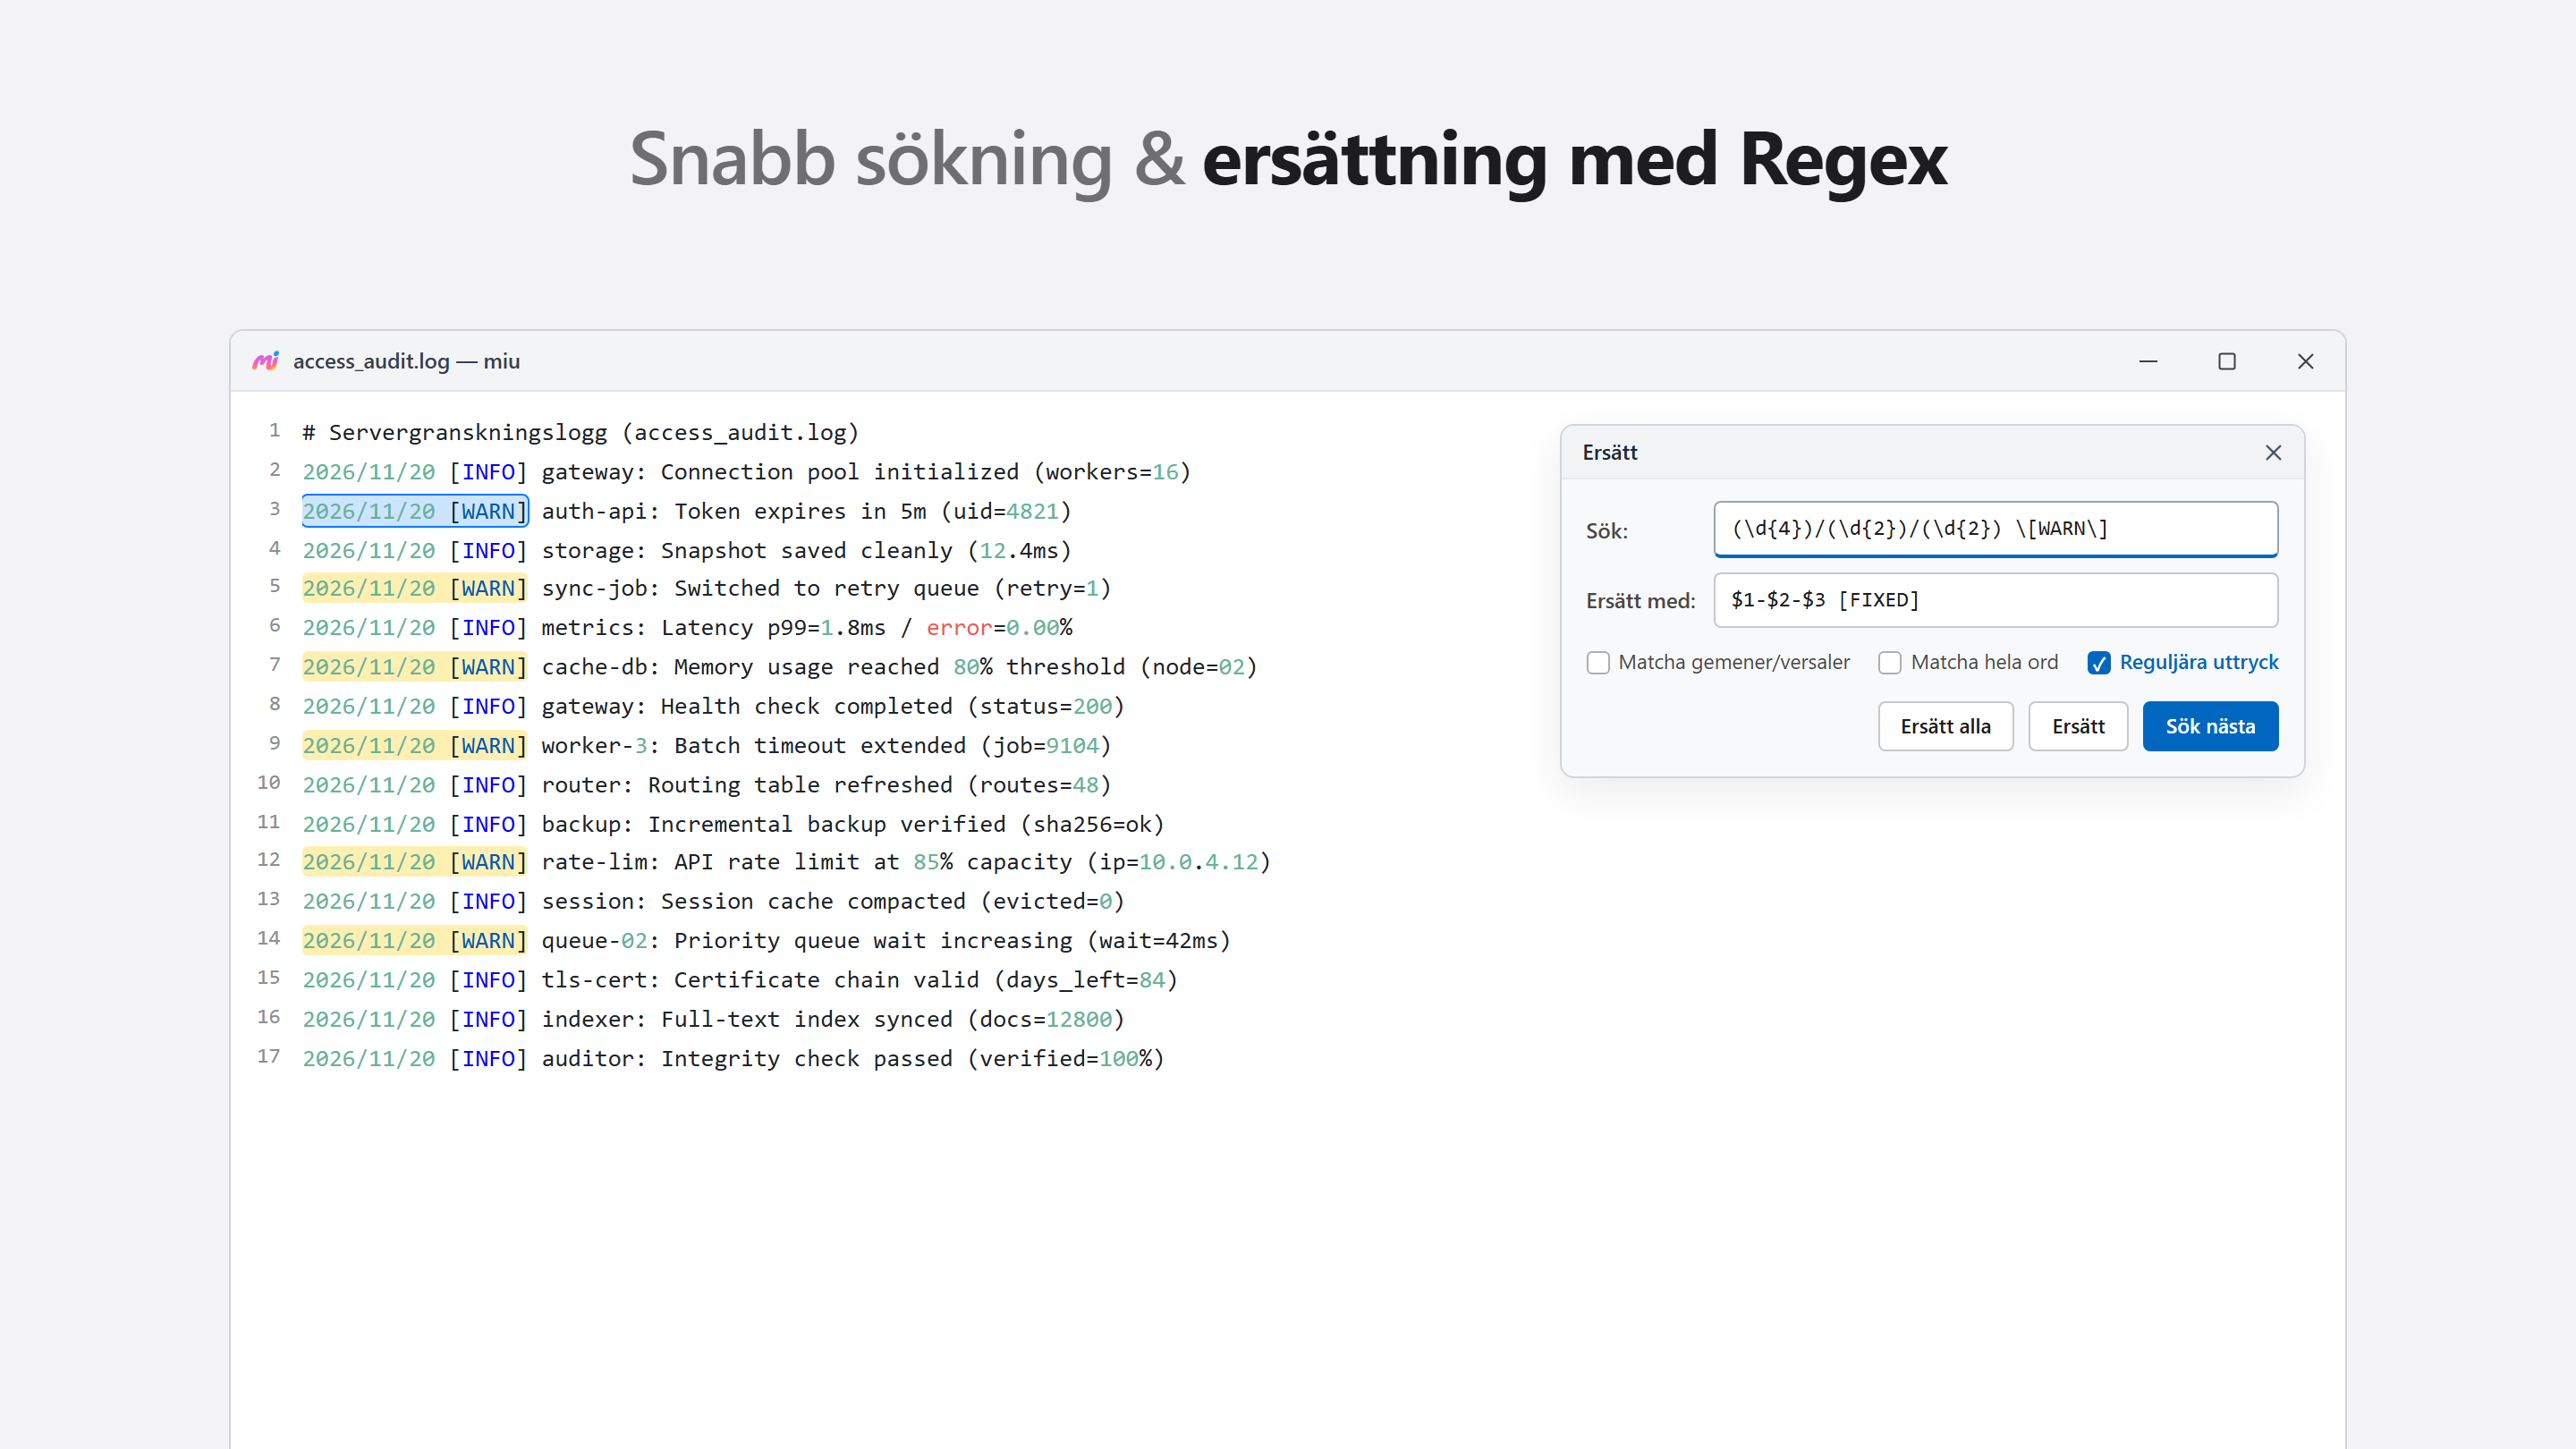 Snabb sökning & ersättning med Regex
access_audit.log — miu
1 # Servergranskningslogg (access_audit.log)
2 2026/11/20 [INFO] gateway: Connection pool initialized (workers=16)
3 2026/11/20 [WARN] auth-api: Token expires in 5m (uid=4821)
4 2026/11/20 [INFO] storage: Snapshot saved cleanly (12.4ms)
5 2026/11/20 [WARN] sync-job: Switched to retry queue (retry=1)
6 2026/11/20 [INFO] metrics: Latency p99=1.8ms / error=0.00%
7 2026/11/20 [WARN] cache-db: Memory usage reached 80% threshold (node=02)
8 2026/11/20 [INFO] gateway: Health check completed (status=200)
9 2026/11/20 [WARN] worker-3: Batch timeout extended (job=9104)
10 2026/11/20 [INFO] router: Routing table refreshed (routes=48)
11 2026/11/20 [INFO] backup: Incremental backup verified (sha256=ok)
12 2026/11/20 [WARN] rate-lim: API rate limit at 85% capacity (ip=10.0.4.12)
13 2026/11/20 [INFO] session: Session cache compacted (evicted=0)
14 2026/11/20 [WARN] queue-02: Priority queue wait increasing (wait=42ms)
15 2026/11/20 [INFO] tls-cert: Certificate chain valid (days_left=84)
16 2026/11/20 [INFO] indexer: Full-text index synced (docs=12800)
17 2026/11/20 [INFO] auditor: Integrity check passed (verified=100%)
Ersätt
Sök: (\d{4})/(\d{2})/(\d{2}) \[WARN\]
Ersätt med: $1-$2-$3 [FIXED]
Matcha gemener/versaler Matcha hela ord Reguljära uttryck
Ersätt alla Ersätt Sök nästa